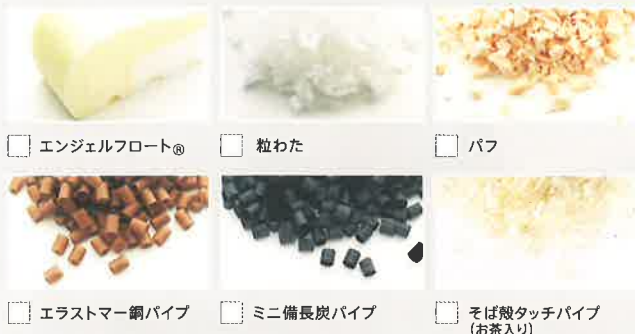 エンジェルフロート®
粒わた
パフ
エラストマー銅パイプ
ミニ備長炭パイプ
そば殻タッチパイプ
(お茶入り)